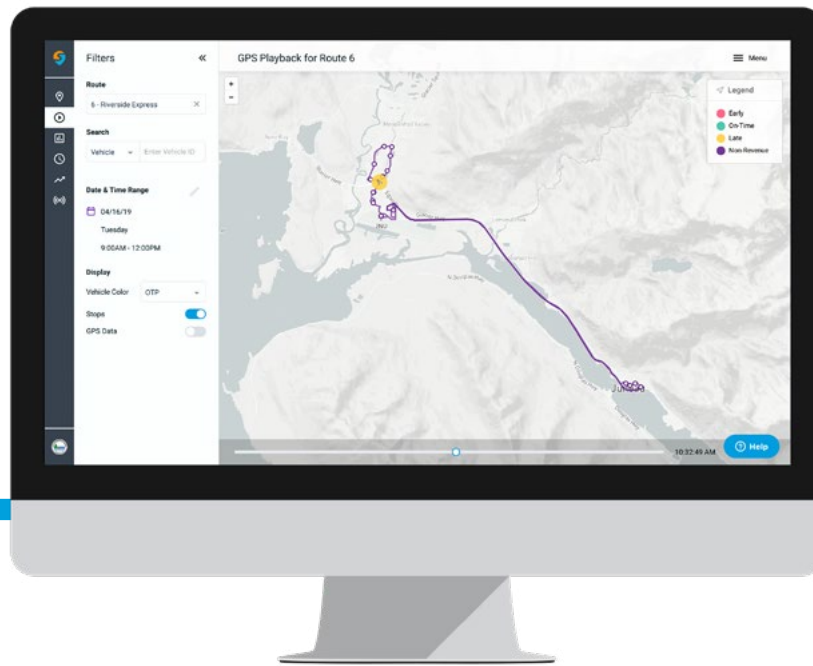 Filters
«
GPS Playback for Route 6
Menu
Route
6 - Riverside Express
×
Search
Vehicle
Enter Vehicle ID
Date & Time Range
04/16/19
Tuesday
9:00AM - 12:00PM
Display
Vehicle Color
OTP
Stops
GPS Data
+
-
Legend
Early
On-Time
Late
Non Revenue
JNU
10:32:49 AM
Help